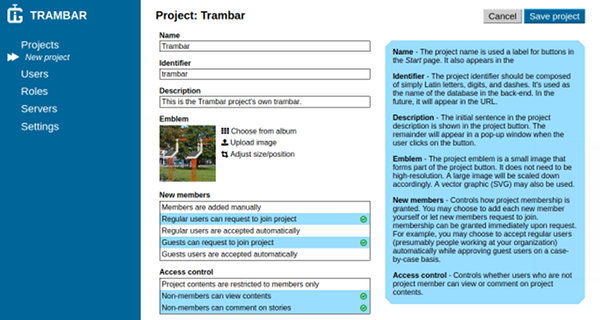 TRAMBAR
Projects
New project
Users
Roles
Servers
Settings
Project: Trambar
Cancel
Save project
Name
Trambar
Identifier
trambar
Description
This is the Trambar project's own trambar.
Emblem
Choose from album
Upload image
Adjust size/position
New members
Members are added manually
Regular users can request to join project
Regular users are accepted automatically
Guests can request to join project
Guests users are accepted automatically
Access control
Project contents are restricted to members only
Non-members can view contents
Non-members can comment on stories
Name - The project name is used a label for buttons in
the Start page. It also appears in the
Identifier - The project identifier should be composed
of simply Latin letters, digits, and dashes. It's used as
the name of the database in the back-end. In the
future, it will appear in the URL.
Description - The initial sentence in the project
description is shown in the project button. The
remainder will appear in a pop-up window when the
user clicks on the button.
Emblem - The project emblem is a small image that
forms part of the project button. It does not need to be
high-resolution. A large image will be scaled down
accordingly. A vector graphic (SVG) may also be used.
New members - Controls how project membership is
granted. You may choose to add each new member
yourself or let new members request to join.
membership can be granted immediately upon request.
For example, you may choose to accept regular users
(presumably people working at your organization)
automatically while approving guest users on a case-
by-case basis.
Access control - Controls whether users who are not
project member can view or comment on project
contents.